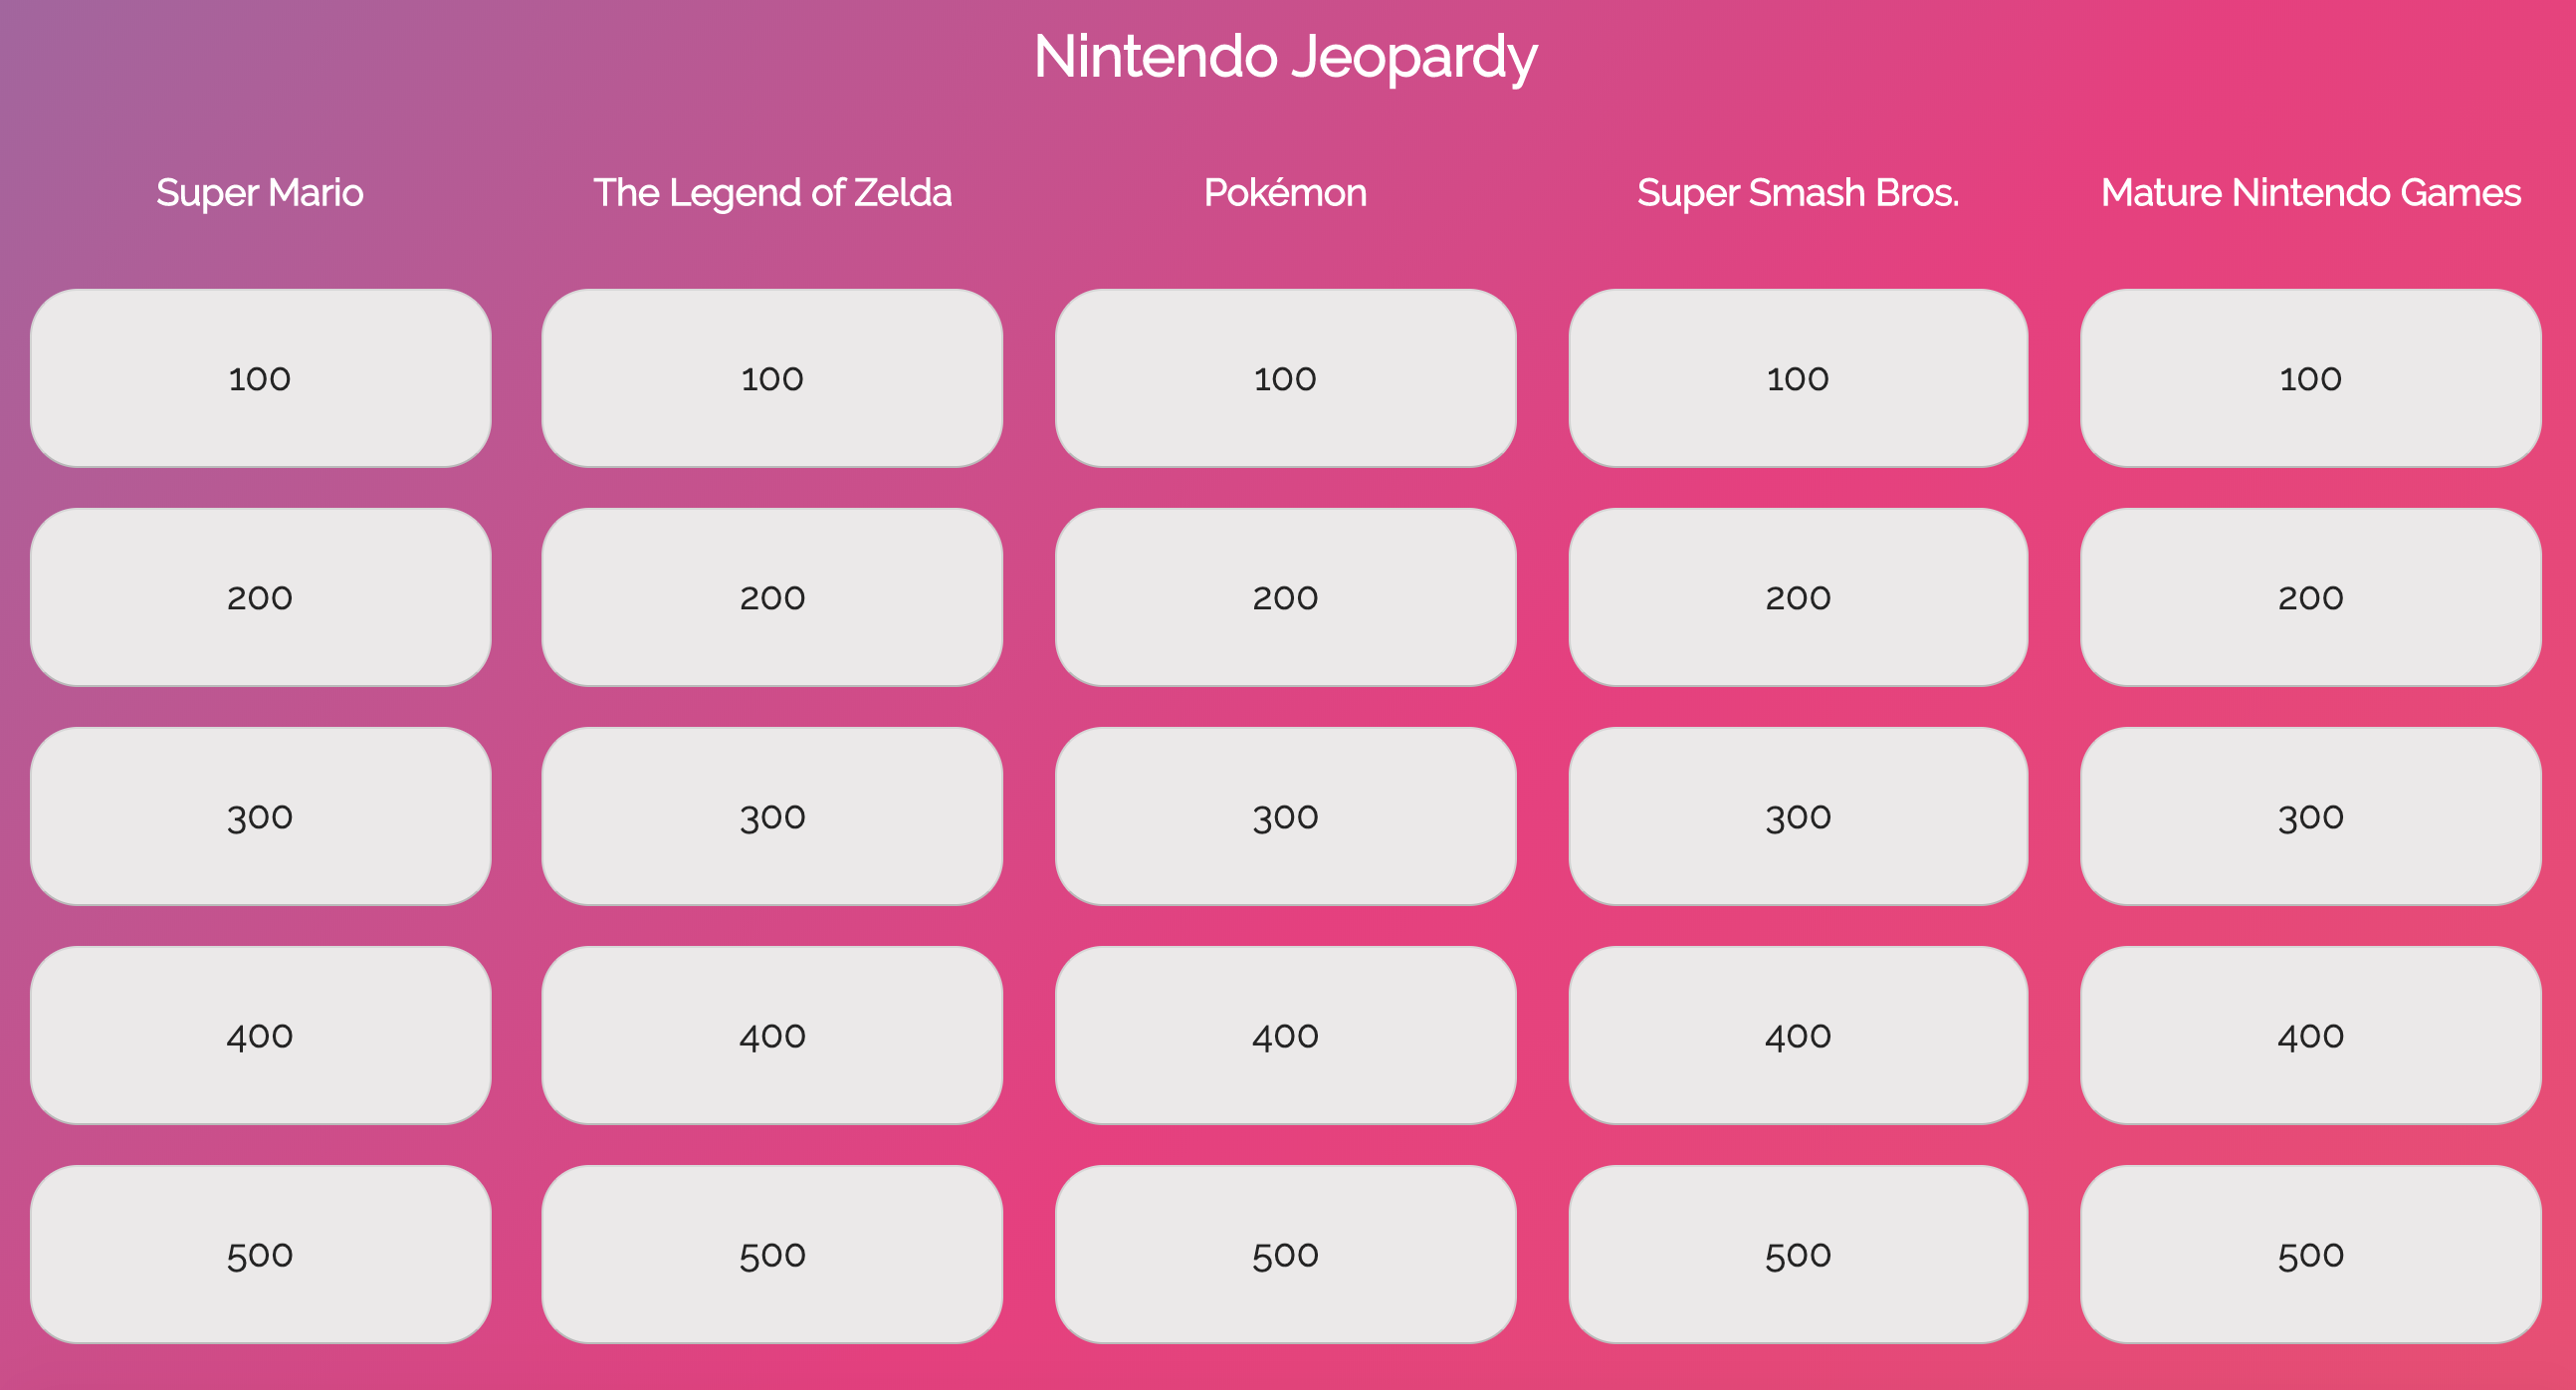 Nintendo Jeopardy
Super Mario The Legend of Zelda Pokémon Super Smash Bros. Mature Nintendo Games
100 100 100 100 100
200 200 200 200 200
300 300 300 300 300
400 400 400 400 400
500 500 500 500 500